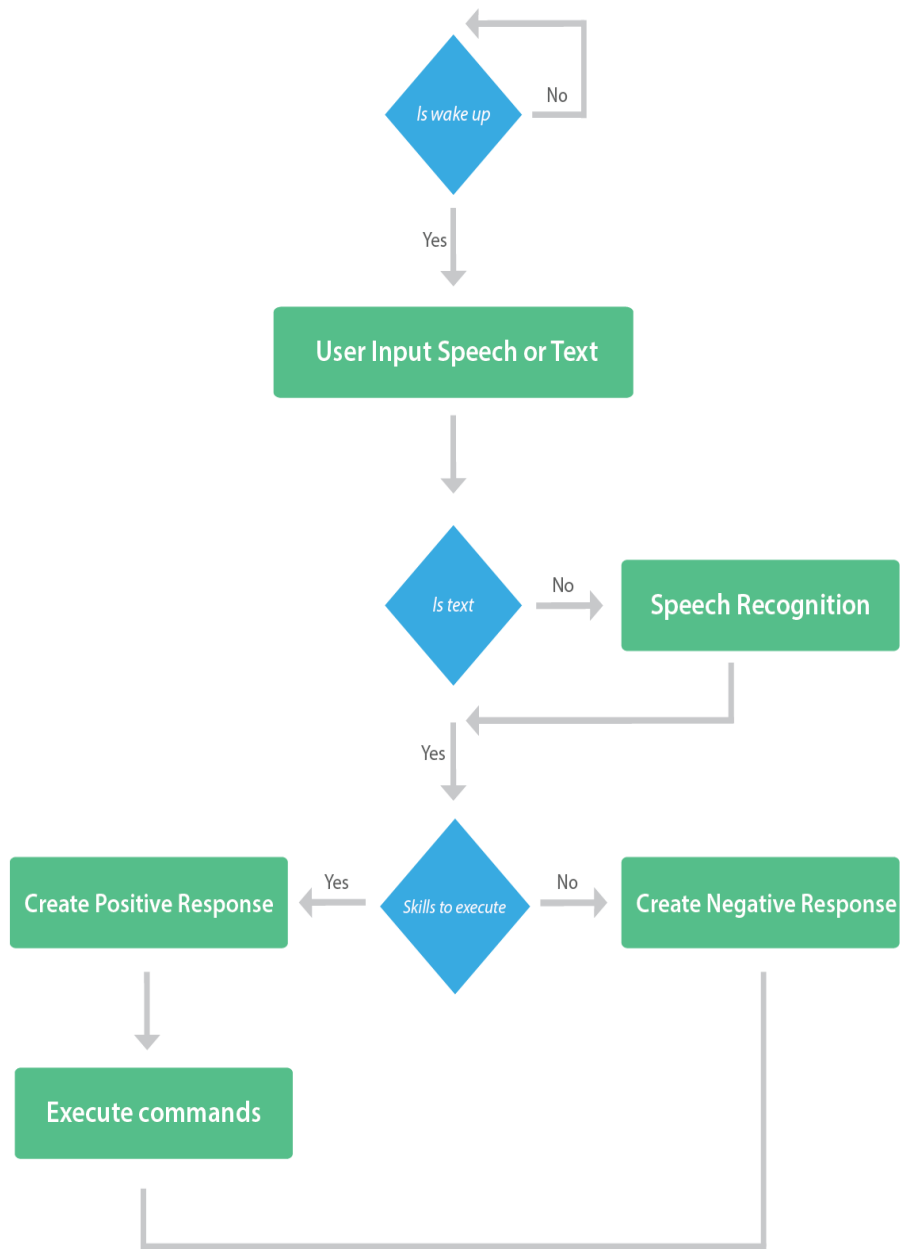 Is wake up
No
Yes
User Input Speech or Text
Is text
No
Speech Recognition
Yes
Create Positive Response
Yes
Skills to execute
No
Create Negative Response
Execute commands